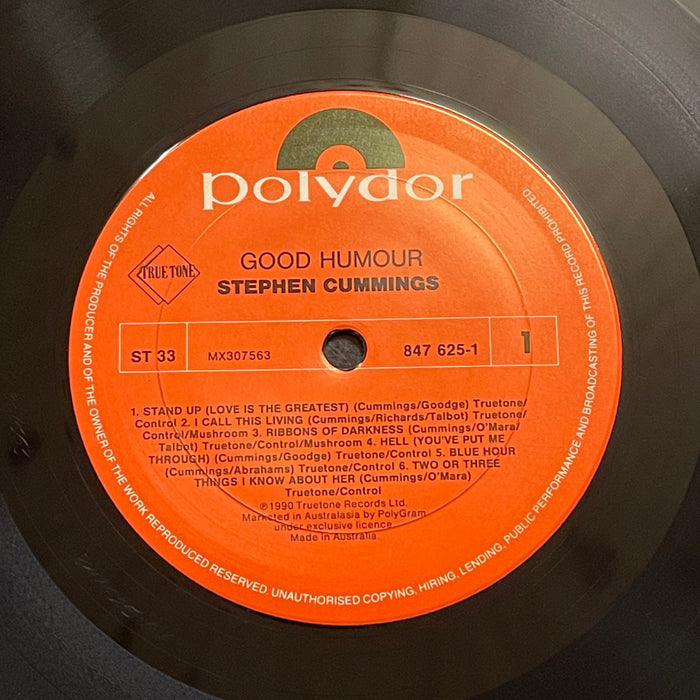 polydor
TRUE TONE
GOOD HUMOUR
STEPHEN CUMMINGS
ST 33
MX307563
847 625-1
1
1. STAND UP (LOVE IS THE GREATEST) (Cummings/Goodge) Truetone/
Control 2. I CALL THIS LIVING (Cummings/Richards/Talbot) Truetone/
Control/Mushroom 3. RIBBONS OF DARKNESS (Cummings/O'Mara/
Talbot) Truetone/Control/Mushroom 4. HELL (YOU'VE PUT ME
THROUGH) (Cummings/Goodge) Truetone/Control 5. BLUE HOUR
(Cummings/Abrahams) Truetone/Control 6. TWO OR THREE
THINGS I KNOW ABOUT HER (Cummings/O'Mara)
Truetone/Control
℗1990 Truetone Records Ltd.
Marketed in Australasia by PolyGram
under exclusive licence.
Made in Australia.
ALL RIGHTS OF THE PRODUCER AND OF THE OWNER OF THE WORK REPRODUCED RESERVED. UNAUTHORISED COPYING, HIRING, LENDING, PUBLIC PERFORMANCE AND BROADCASTING OF THIS RECORD PROHIBITED